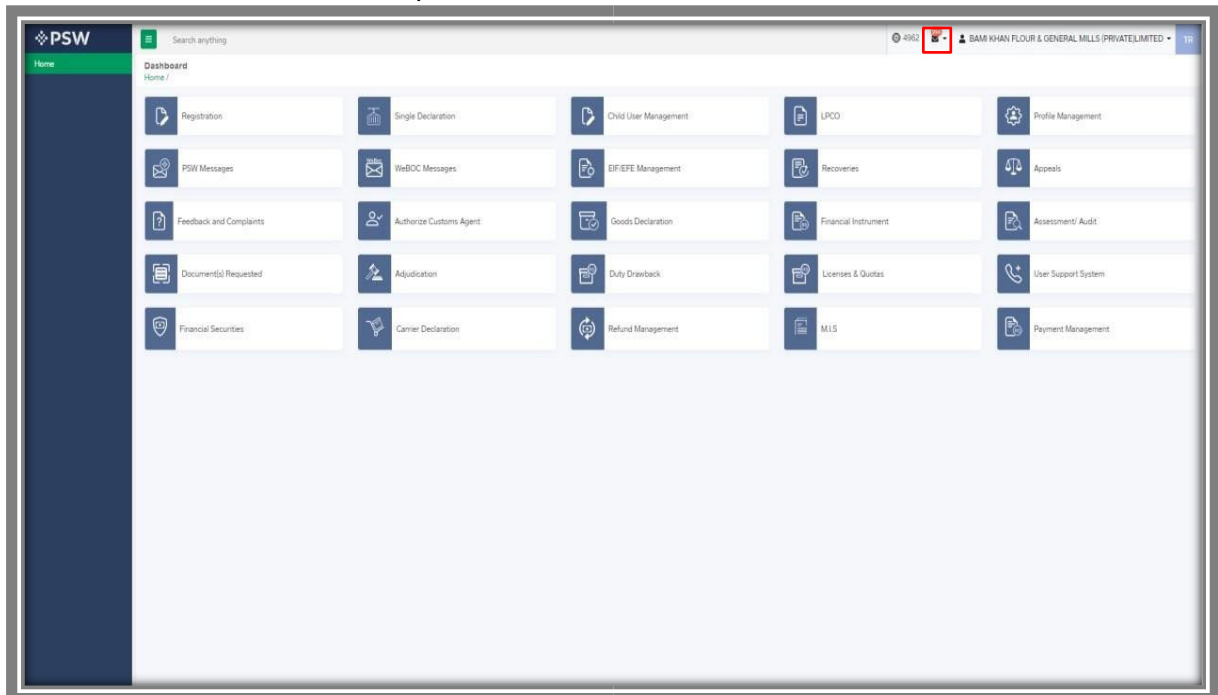 PSW
Search anything
4962
BAMI KHAN FLOUR & GENERAL MILLS (PRIVATE)LIMITED
TR
Home
Dashboard
Home /
Registration
Single Declaration
Child User Management
LPCO
Profile Management
PSW Messages
WeBOC Messages
EIF/EFE Management
Recoveries
Appeals
Feedback and Complaints
Authorize Customs Agent
Goods Declaration
Financial Instrument
Assessment/ Audit
Document(s) Requested
Adjudication
Duty Drawback
Licenses & Quotas
User Support System
Financial Securities
Carrier Declaration
Refund Management
M.I.S
Payment Management